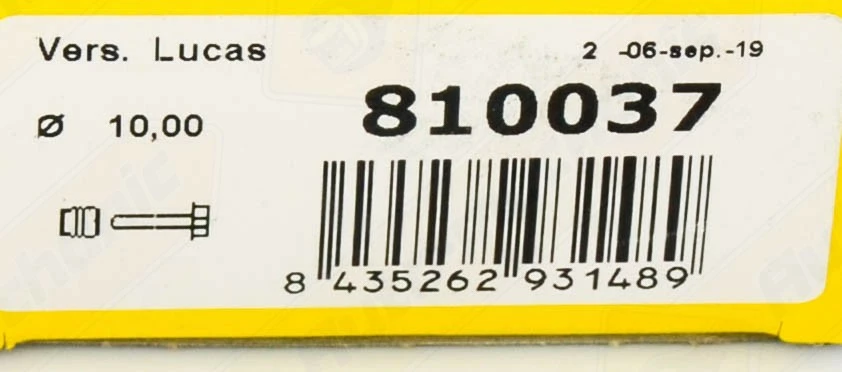 Vers. Lucas
2 -06-sep.-19
Ø 10,00
810037
8 435262 931489